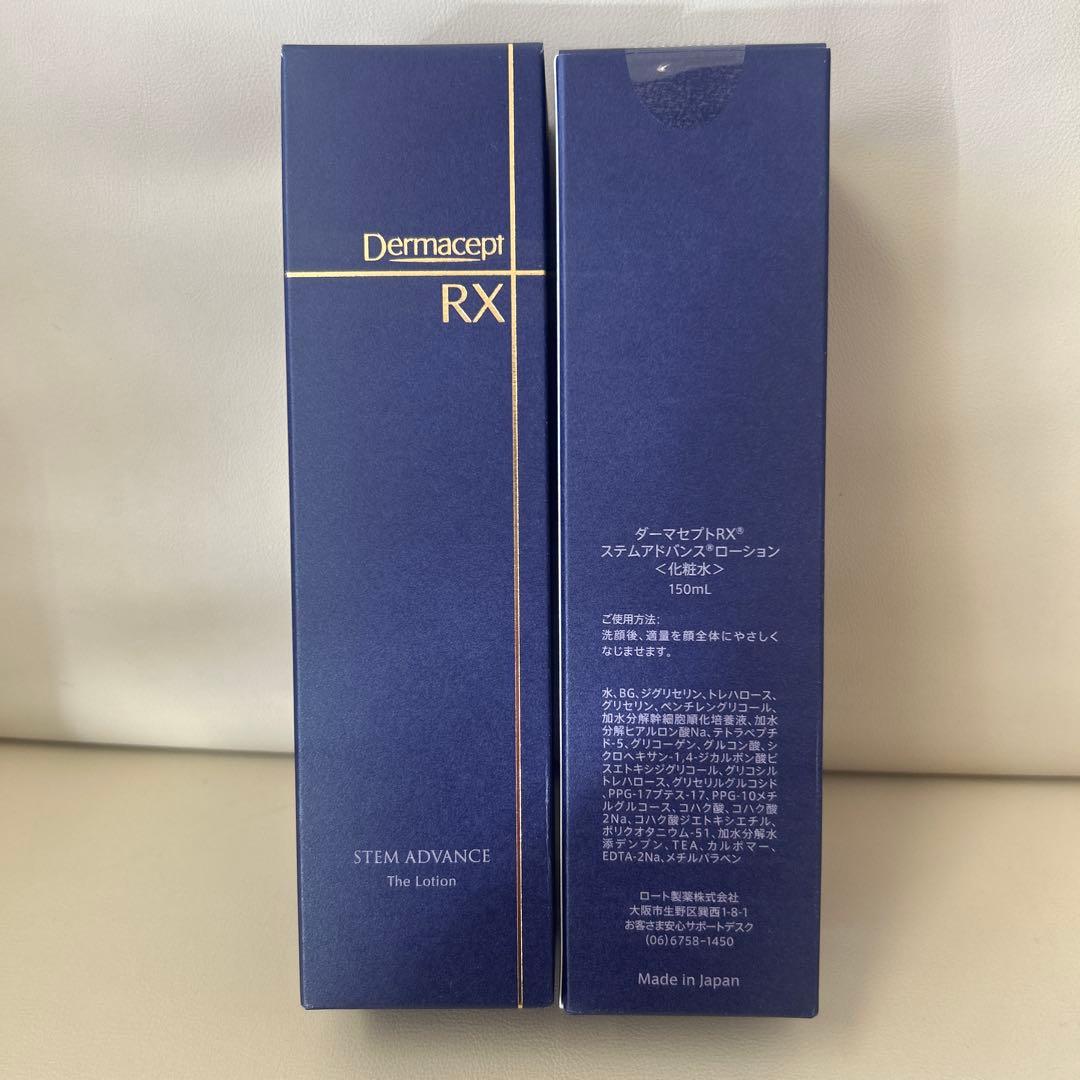 Dermacept
RX
STEM ADVANCE
The Lotion
ダーマセプトRX®
ステムアドバンス®ローション
＜化粧水＞
150mL
ご使用方法:
洗顔後、適量を顔全体にやさしく
なじませます。
水、BG、ジグリセリン、トレハロース、
グリセリン、ペンチレングリコール、
加水分解幹細胞順化培養液、加水
分解ヒアルロン酸Na、テトラペプチ
ド-5、グリコーゲン、グルコン酸、シ
クロヘキサン-1,4-ジカルボン酸ビ
スエトキシジグリコール、グリコシル
トレハロース、グリセリルグルコシド
、PPG-17ブテス-17、PPG-10メチ
ルグルコース、コハク酸、コハク酸
2Na、コハク酸ジエトキシエチル、
ポリクオタニウム-51、加水分解水
添デンプン、TEA、カルボマー、
EDTA-2Na、メチルパラベン
ロート製薬株式会社
大阪市生野区巽西1-8-1
お客さま安心サポートデスク
(06)6758-1450
Made in Japan